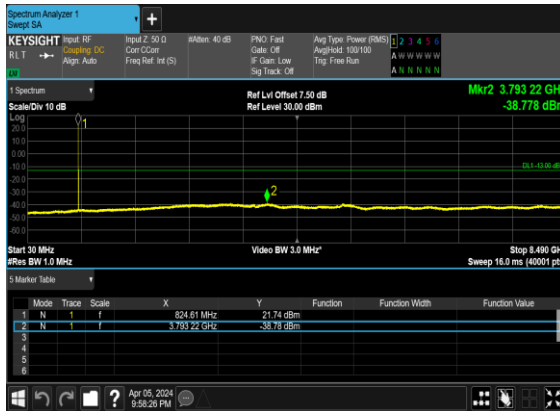 Spectrum Analyzer 1
Swept SA
KEYSIGHT
R L T
Input: RF
Coupling: DC
Align: Auto
Input Z: 50 Ω
Corr CCorr
Freq Ref: Int (S)
#Atten: 40 dB
PNO: Fast
Gate: Off
IF Gain: Low
Sig Track: Off
Avg Type: Power (RMS)
Avg|Hold: 100/100
Trig: Free Run
1 2 3 4 5 6
A W W W W W
A N N N N N
1 Spectrum
Scale/Div 10 dB
Log
Ref Lvl Offset 7.50 dB
Ref Level 30.00 dBm
Mkr2 3.793 22 GHz
-38.778 dBm
20.0
10.0
0.00
-10.0
-20.0
-30.0
-40.0
-50.0
-60.0
1
2
DL1 -13.00 dBm
Start 30 MHz
#Res BW 1.0 MHz
Video BW 3.0 MHz*
Stop 8.490 GHz
Sweep 16.0 ms (40001 pts)
5 Marker Table
Mode Trace Scale X Y Function Function Width Function Value
1 N 1 f 824.61 MHz 21.74 dBm
2 N 1 f 3.793 22 GHz -38.78 dBm
3
4
5
6
?
Apr 05, 2024
9:58:26 PM